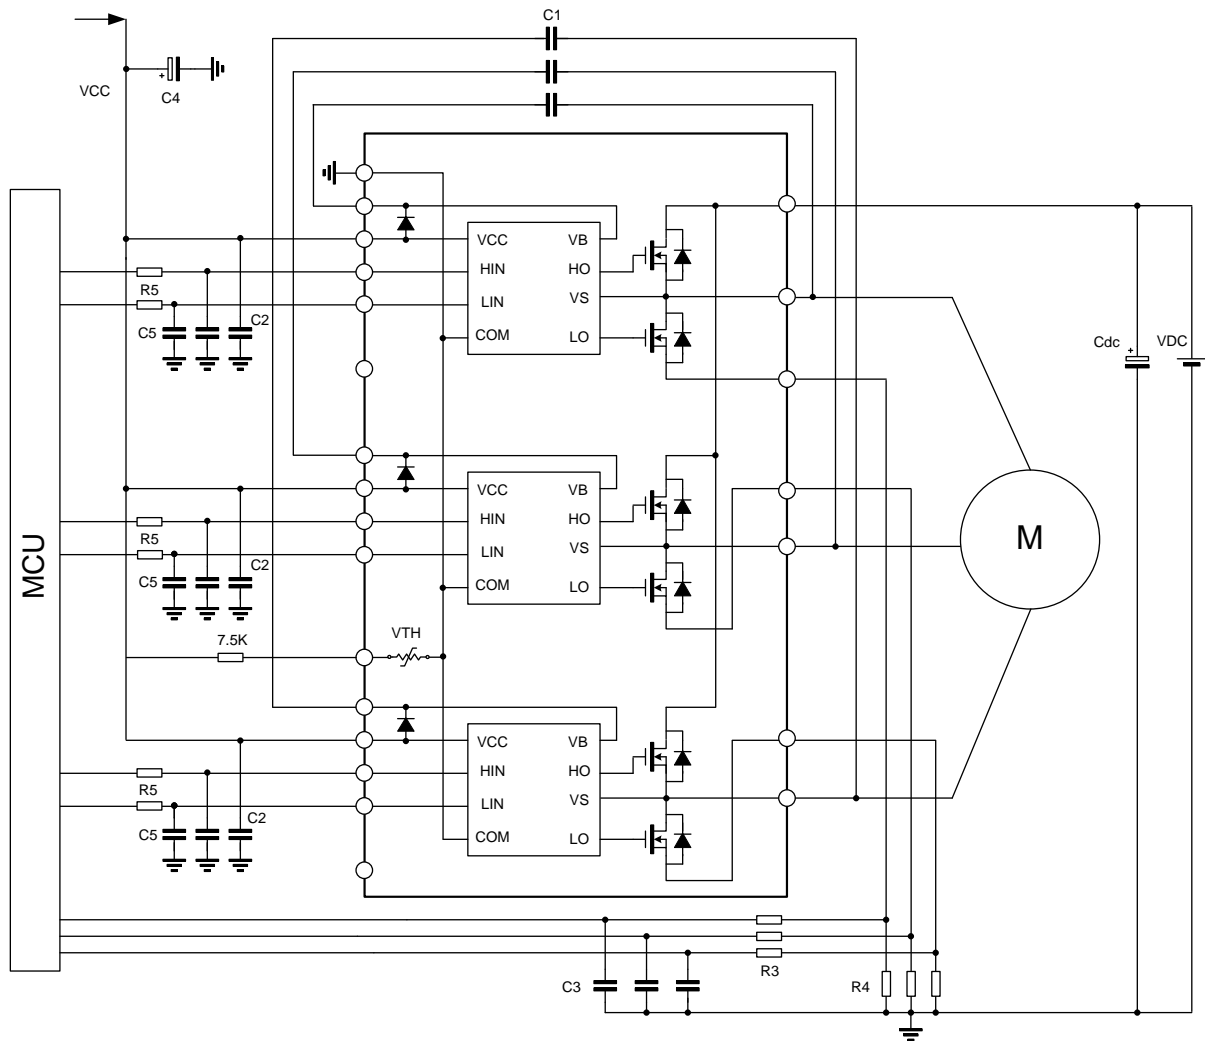 C1
VCC
C4
VCC
VB
HIN
HO
R5
LIN
VS
C5
C2
COM
LO
Cdc
+
VDC
VCC
VB
HIN
HO
R5
LIN
VS
M
C5
C2
COM
LO
MCU
7.5K
VTH
VCC
VB
HIN
HO
R5
LIN
VS
C5
C2
COM
LO
R3
C3
R4